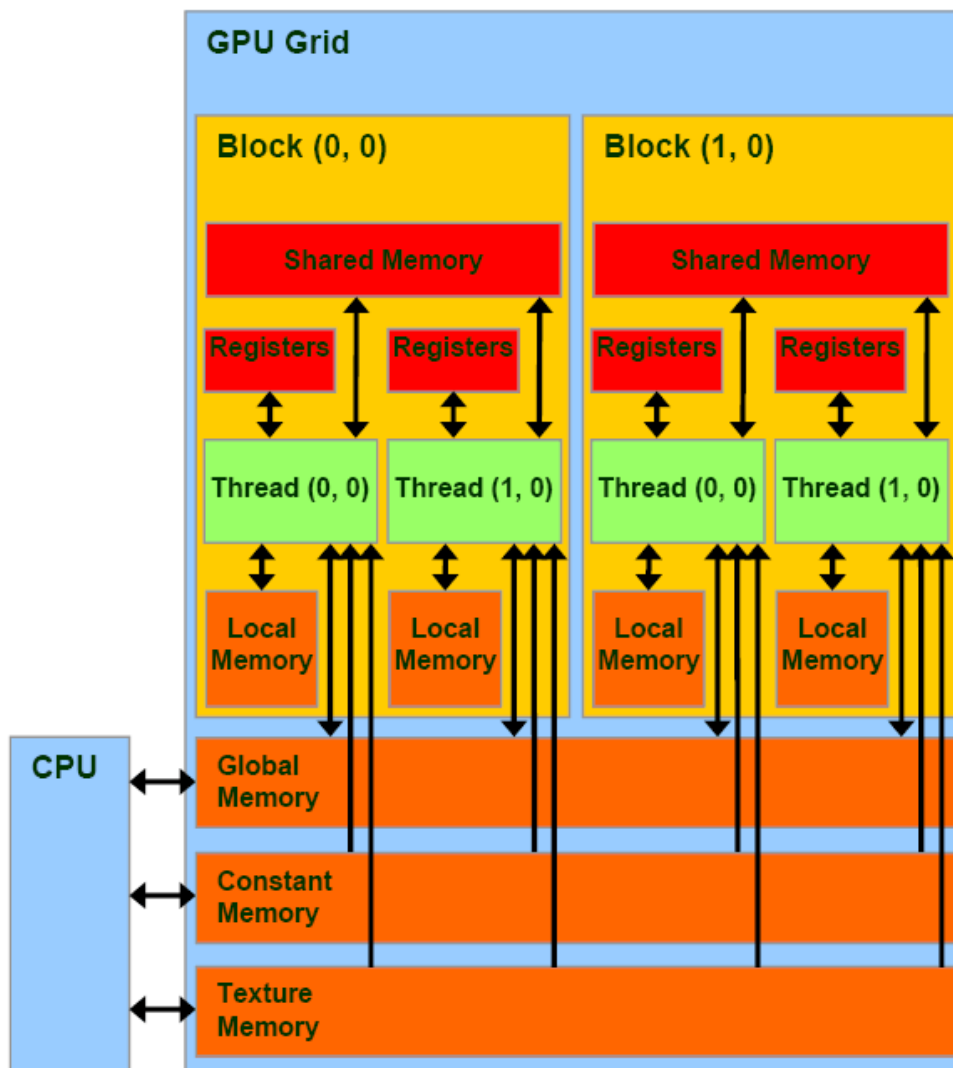 GPU Grid
Block (0, 0)
Block (1, 0)
Shared Memory
Shared Memory
Registers
Registers
Registers
Registers
Thread (0, 0)
Thread (1, 0)
Thread (0, 0)
Thread (1, 0)
Local
Memory
Local
Memory
Local
Memory
Local
Memory
CPU
Global
Memory
Constant
Memory
Texture
Memory